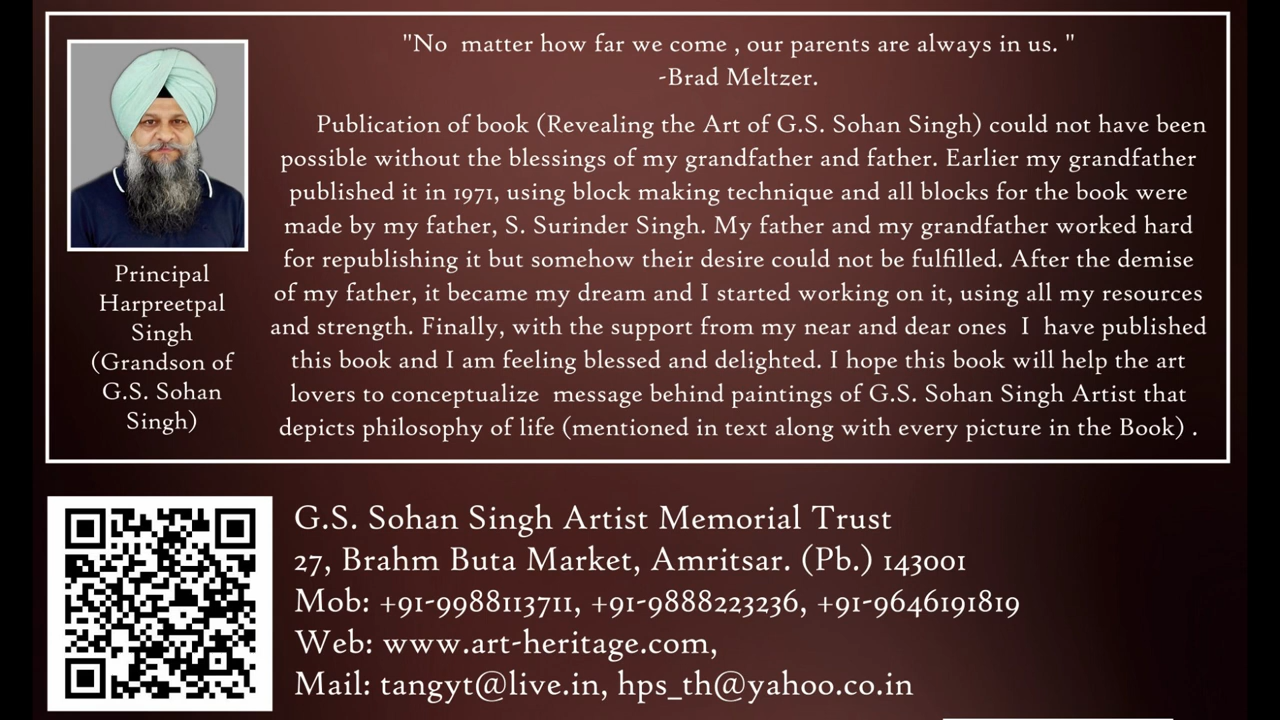 "No  matter how far we come , our parents are always in us. "
-Brad Meltzer.
Publication of book (Revealing the Art of G.S. Sohan Singh) could not have been
possible without the blessings of my grandfather and father. Earlier my grandfather
published it in 1971, using block making technique and all blocks for the book were
made by my father, S. Surinder Singh. My father and my grandfather worked hard
for republishing it but somehow their desire could not be fulfilled. After the demise
of my father, it became my dream and I started working on it, using all my resources
and strength. Finally, with the support from my near and dear ones  I  have published
this book and I am feeling blessed and delighted. I hope this book will help the art
lovers to conceptualize  message behind paintings of G.S. Sohan Singh Artist that
depicts philosophy of life (mentioned in text along with every picture in the Book) .
Principal
Harpreetpal
Singh
(Grandson of
G.S. Sohan
Singh)
G.S. Sohan Singh Artist Memorial Trust
27, Brahm Buta Market, Amritsar. (Pb.) 143001
Mob: +91-9988113711, +91-9888223236, +91-9646191819
Web: www.art-heritage.com,
Mail: tangyt@live.in, hps_th@yahoo.co.in